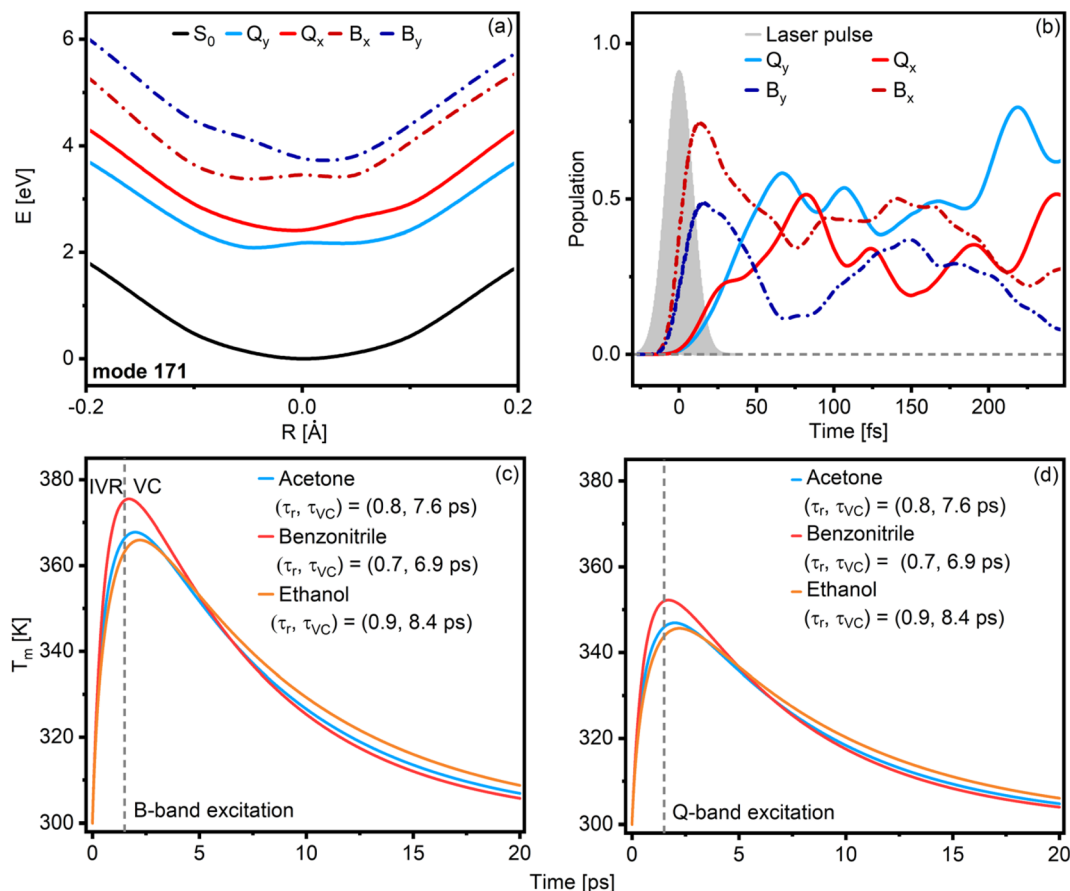 (a)
S0 Qy Qx Bx By
6
4
2
0
E [eV]
mode 171
-0.2 0.0 0.2
R [Å]
(b)
Laser pulse
Qy Qx
By Bx
1.0
0.5
0.0
Population
0 50 100 150 200
Time [fs]
(c)
IVR VC
Acetone
(τr, τVC) = (0.8, 7.6 ps)
Benzonitrile
(τr, τVC) = (0.7, 6.9 ps)
Ethanol
(τr, τVC) = (0.9, 8.4 ps)
380
360
340
320
300
Tm [K]
B-band excitation
0 5 10 15 20
(d)
Acetone
(τr, τVC) = (0.8, 7.6 ps)
Benzonitrile
(τr, τVC) = (0.7, 6.9 ps)
Ethanol
(τr, τVC) = (0.9, 8.4 ps)
380
360
340
320
300
Q-band excitation
0 5 10 15 20
Time [ps]